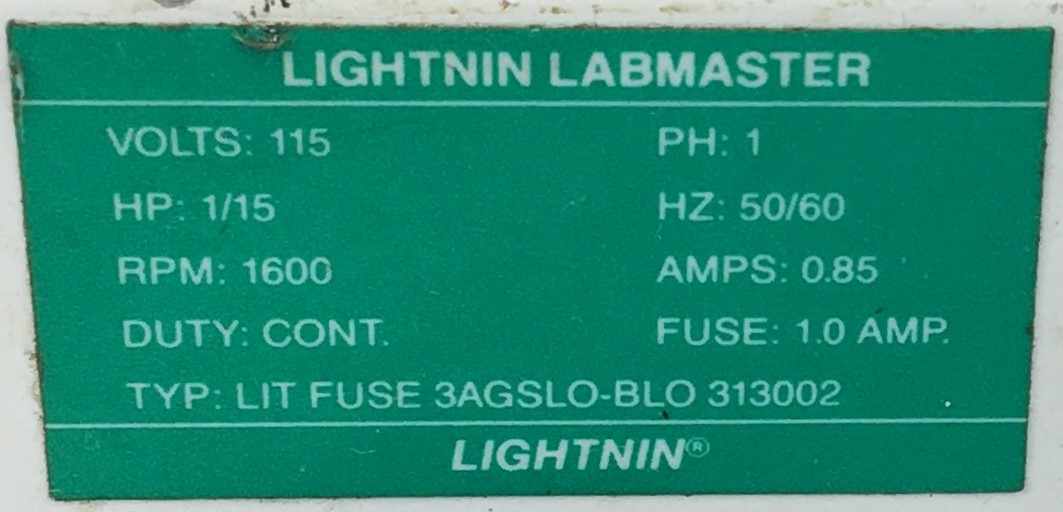 LIGHTNIN LABMASTER
VOLTS: 115 PH: 1
HP: 1/15 HZ: 50/60
RPM: 1600 AMPS: 0.85
DUTY: CONT. FUSE: 1.0 AMP.
TYP: LIT FUSE 3AGSLO-BLO 313002
LIGHTNIN®